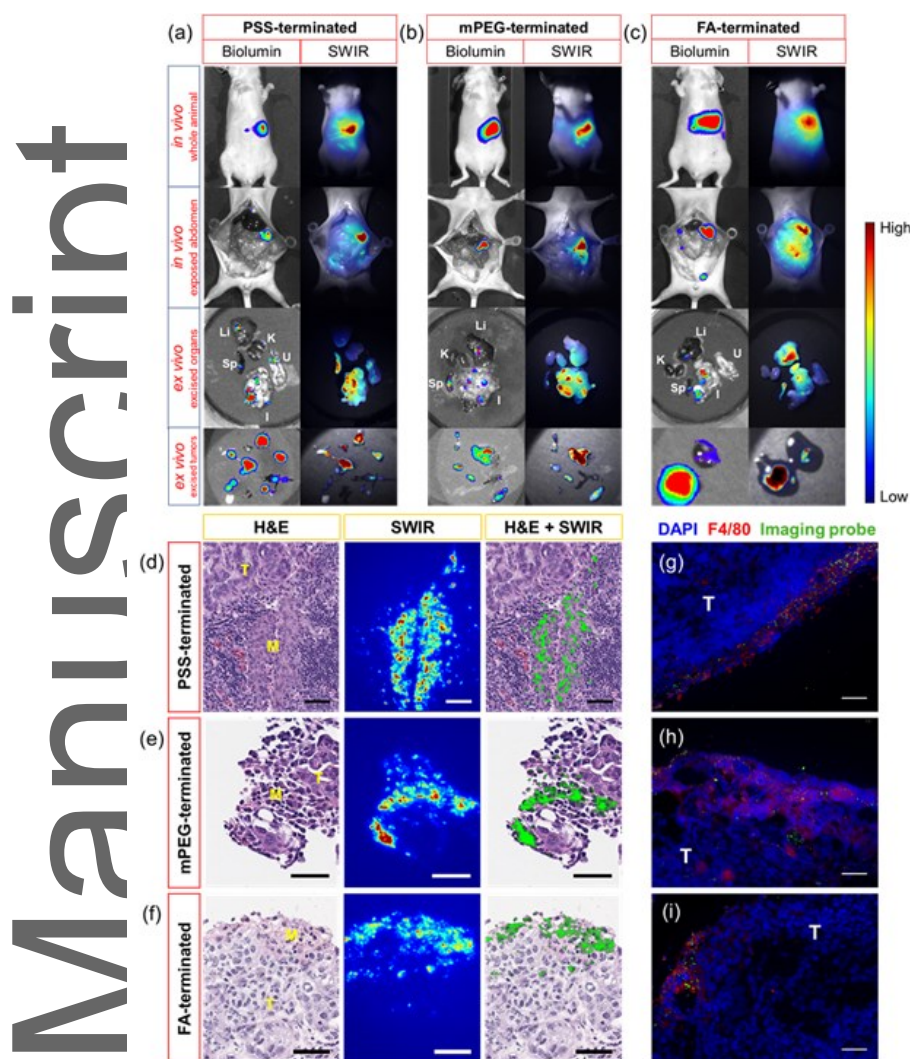 Manuscript
(a)
PSS-terminated
Biolumin
SWIR
(b)
mPEG-terminated
Biolumin
SWIR
(c)
FA-terminated
Biolumin
SWIR
in vivo
whole animal
in vivo
exposed abdomen
ex vivo
excised organs
ex vivo
excised tumors
Li
K
U
Sp
I
Li
K
Sp
I
Li
K
U
Sp
I
High
Low
H&E
SWIR
H&E + SWIR
DAPI F4/80 Imaging probe
PSS-terminated
(d)
T
M
(g)
T
mPEG-terminated
(e)
T
M
(h)
T
FA-terminated
(f)
M
T
(i)
T